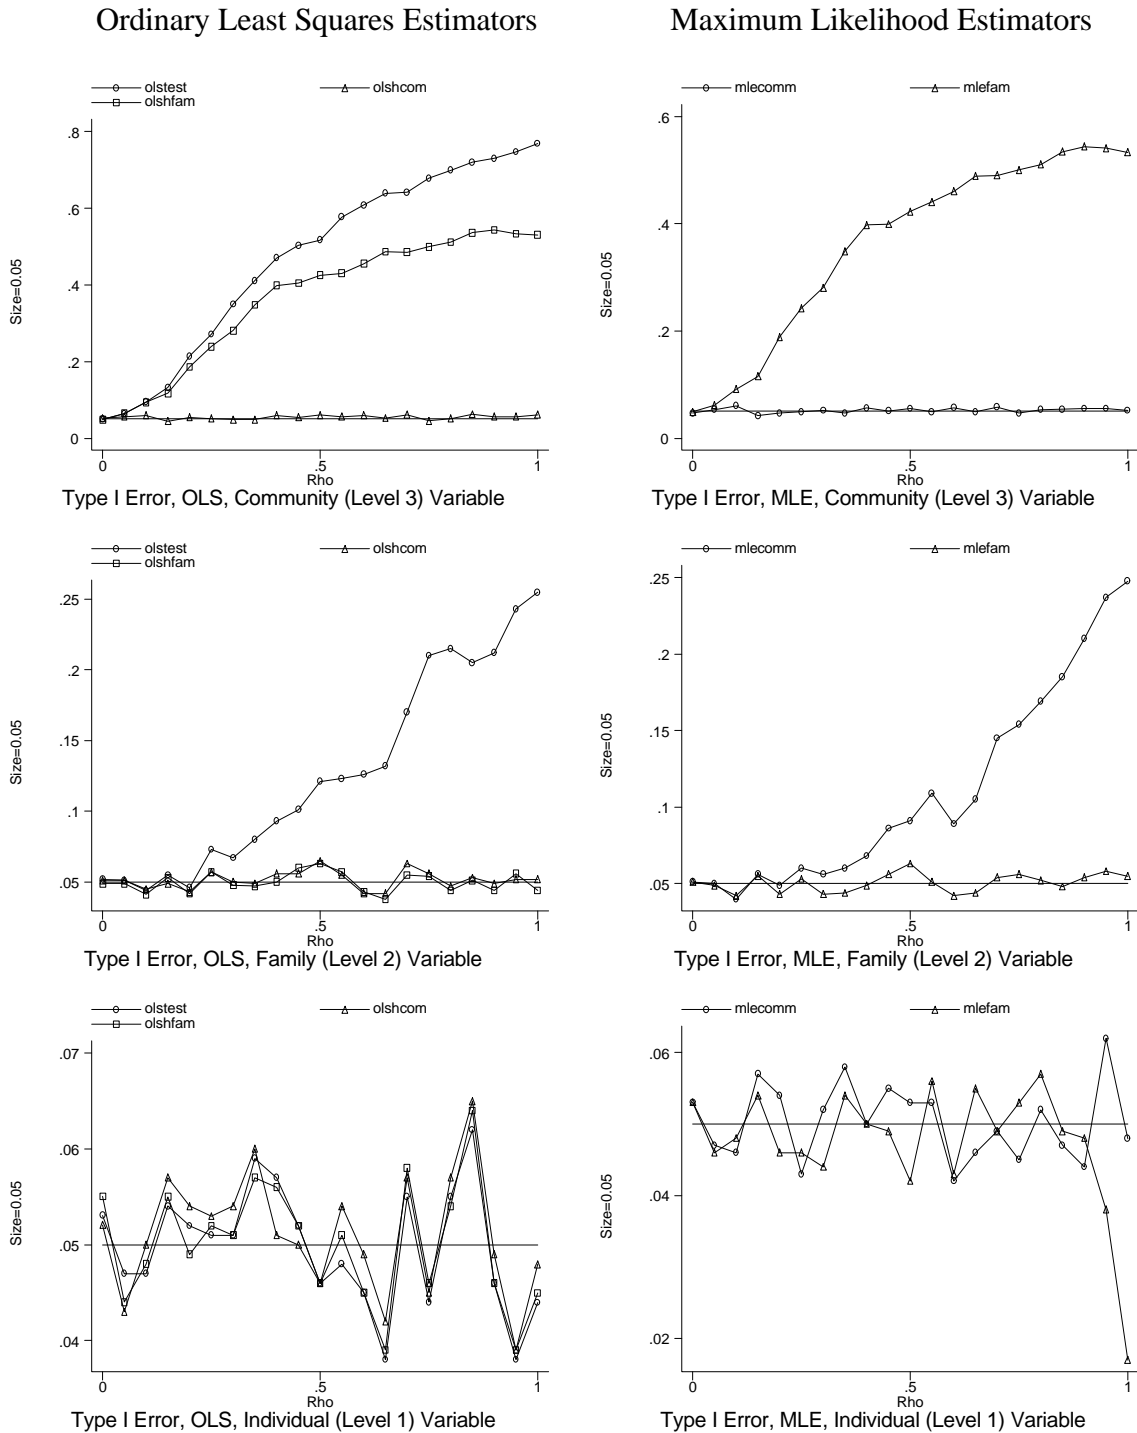 Ordinary Least Squares Estimators
Maximum Likelihood Estimators
olstest
olshcom
olshfam
.8
.6
.4
.2
0
Size=0.05
0
.5
1
Rho
Type I Error, OLS, Community (Level 3) Variable
mlecomm
mlefam
.6
.4
.2
0
Size=0.05
0
.5
1
Rho
Type I Error, MLE, Community (Level 3) Variable
olstest
olshcom
olshfam
.25
.2
.15
.1
.05
Size=0.05
0
.5
1
Rho
Type I Error, OLS, Family (Level 2) Variable
mlecomm
mlefam
.25
.2
.15
.1
.05
Size=0.05
0
.5
1
Rho
Type I Error, MLE, Family (Level 2) Variable
olstest
olshcom
olshfam
.07
.06
.05
.04
Size=0.05
0
.5
1
Rho
Type I Error, OLS, Individual (Level 1) Variable
mlecomm
mlefam
.06
.04
.02
Size=0.05
0
.5
1
Rho
Type I Error, MLE, Individual (Level 1) Variable